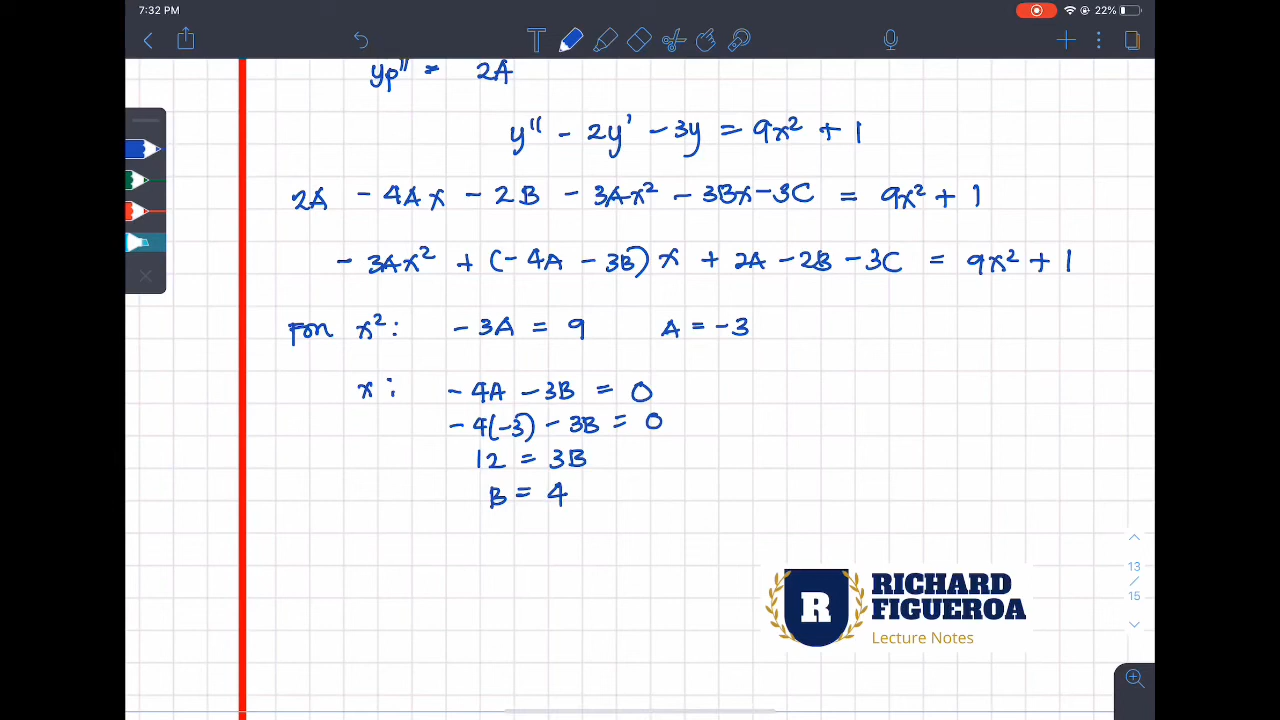 7:32 PM
22%
yp'' = 2A
y'' - 2y' - 3y = 9x² + 1
2A - 4Ax - 2B - 3Ax² - 3Bx - 3C = 9x² + 1
- 3Ax² + (-4A - 3B) x + 2A - 2B - 3C = 9x² + 1
For x²: - 3A = 9 A = -3
x : - 4A - 3B = 0
- 4(-3) - 3B = 0
12 = 3B
B = 4
13
/
15
R
RICHARD
FIGUEROA
Lecture Notes